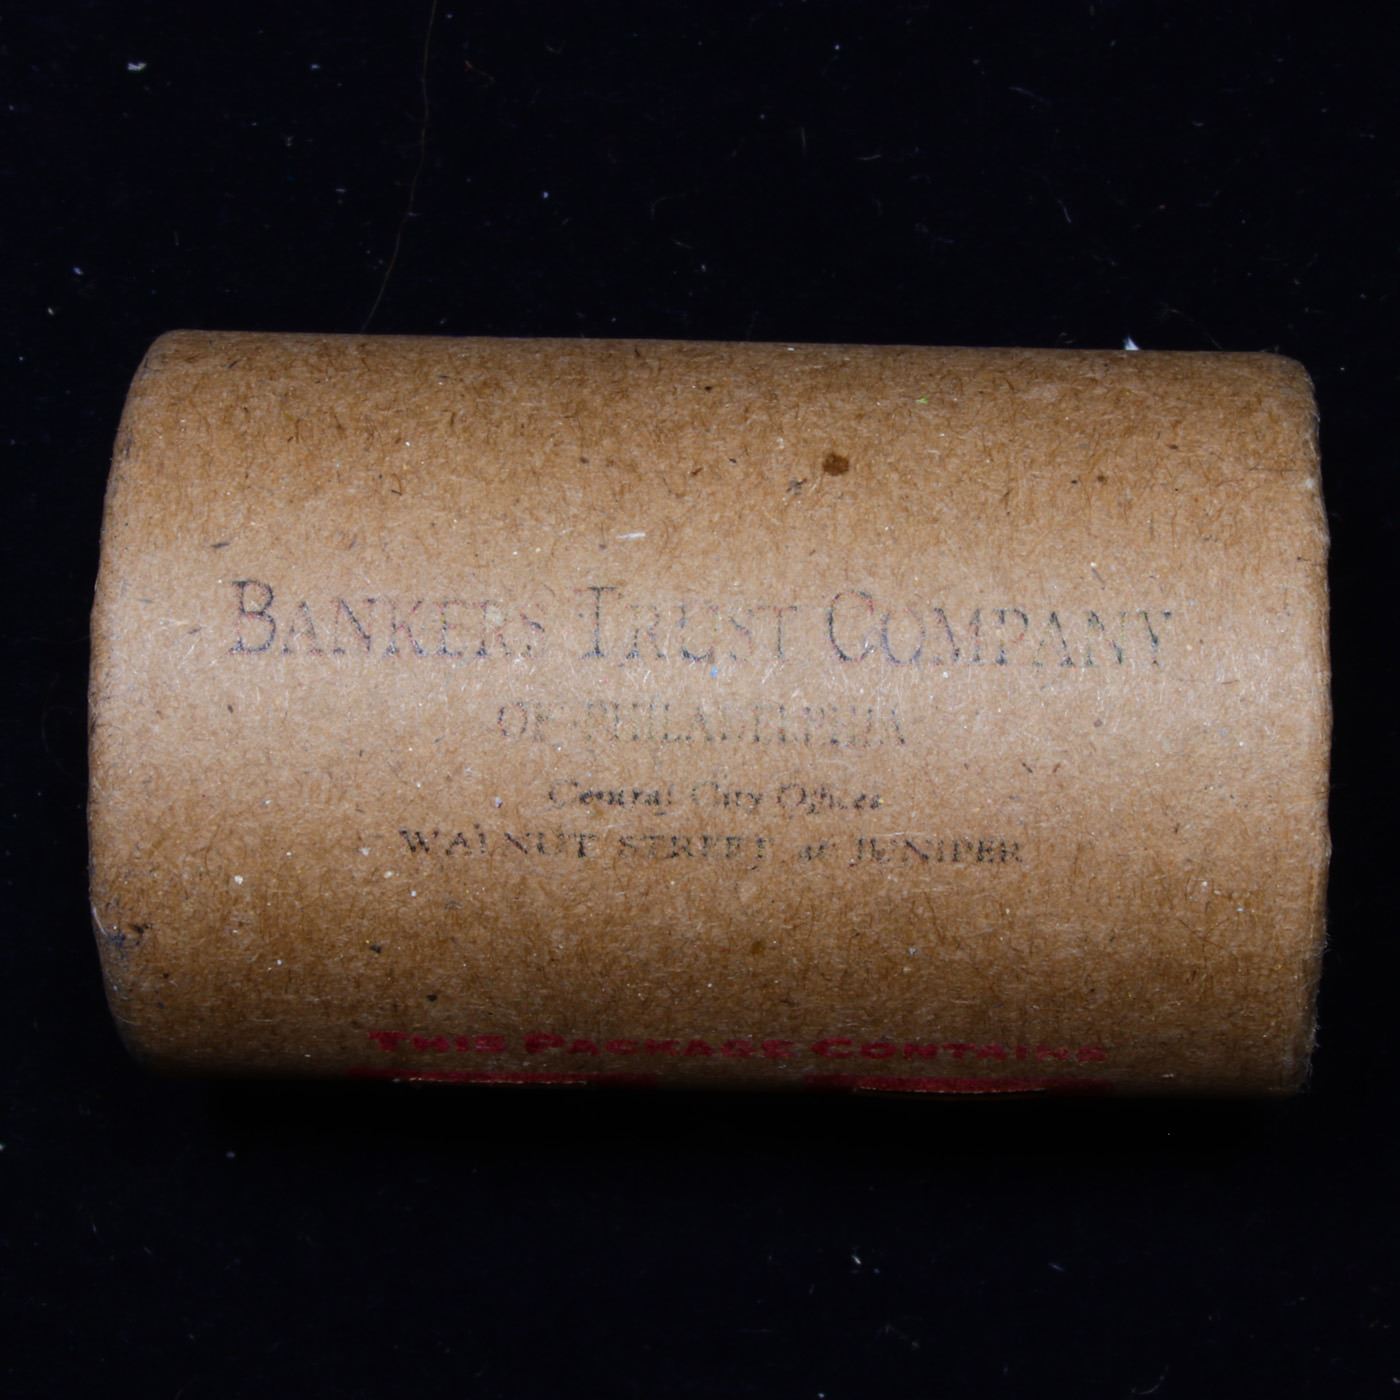 BANKERS TRUST COMPANY
OF PHILADELPHIA
Central City Offices
WALNUT STREET at JUNIPER
THIS PACKAGE CONTAINS